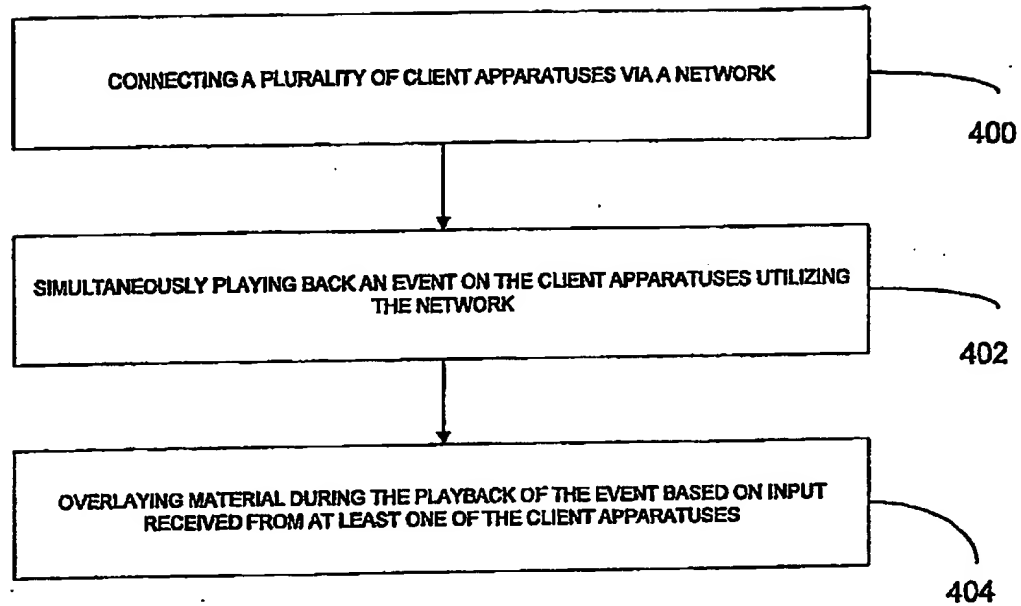 CONNECTING A PLURALITY OF CLIENT APPARATUSES VIA A NETWORK
400
SIMULTANEOUSLY PLAYING BACK AN EVENT ON THE CLIENT APPARATUSES UTILIZING
THE NETWORK
402
OVERLAYING MATERIAL DURING THE PLAYBACK OF THE EVENT BASED ON INPUT
RECEIVED FROM AT LEAST ONE OF THE CLIENT APPARATUSES
404